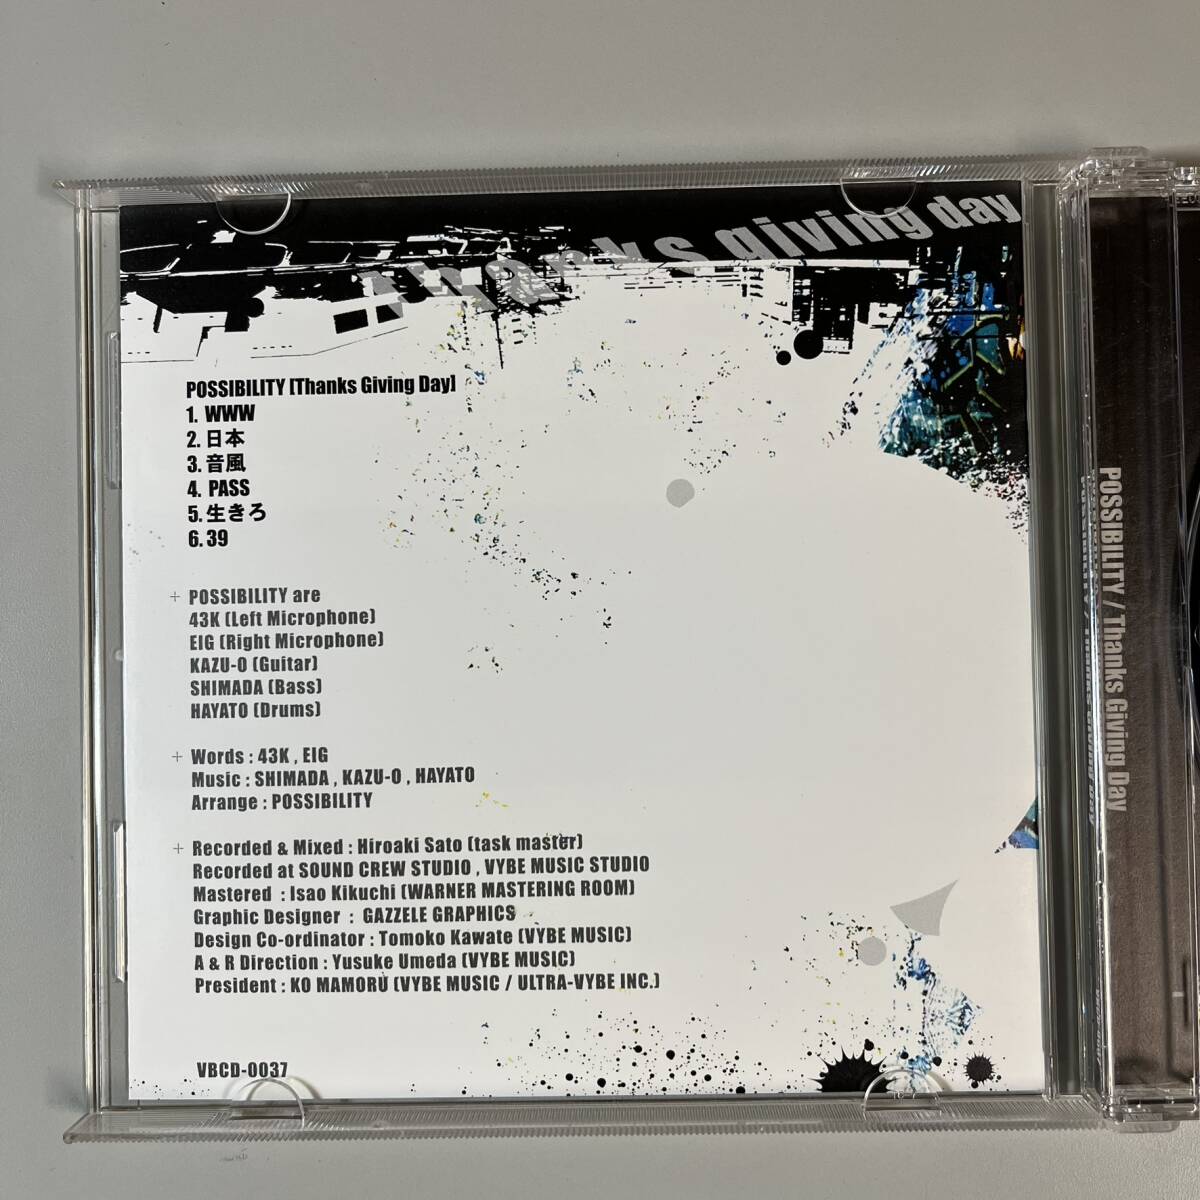 thanks giving day
POSSIBILITY [Thanks Giving Day]
1. WWW
2. 日本
3. 音風
4. PASS
5. 生きろ
6. 39
+ POSSIBILITY are
43K (Left Microphone)
EIG (Right Microphone)
KAZU-O (Guitar)
SHIMADA (Bass)
HAYATO (Drums)
+ Words : 43K , EIG
Music : SHIMADA , KAZU-O , HAYATO
Arrange : POSSIBILITY
+ Recorded & Mixed : Hiroaki Sato (task master)
Recorded at SOUND CREW STUDIO , VYBE MUSIC STUDIO
Mastered : Isao Kikuchi (WARNER MASTERING ROOM)
Graphic Designer : GAZZELE GRAPHICS
Design Co-ordinator : Tomoko Kawate (VYBE MUSIC)
A & R Direction : Yusuke Umeda (VYBE MUSIC)
President : KO MAMORU (VYBE MUSIC / ULTRA-VYBE INC.)
VBCD-0037
POSSIBILITY / Thanks Giving Day